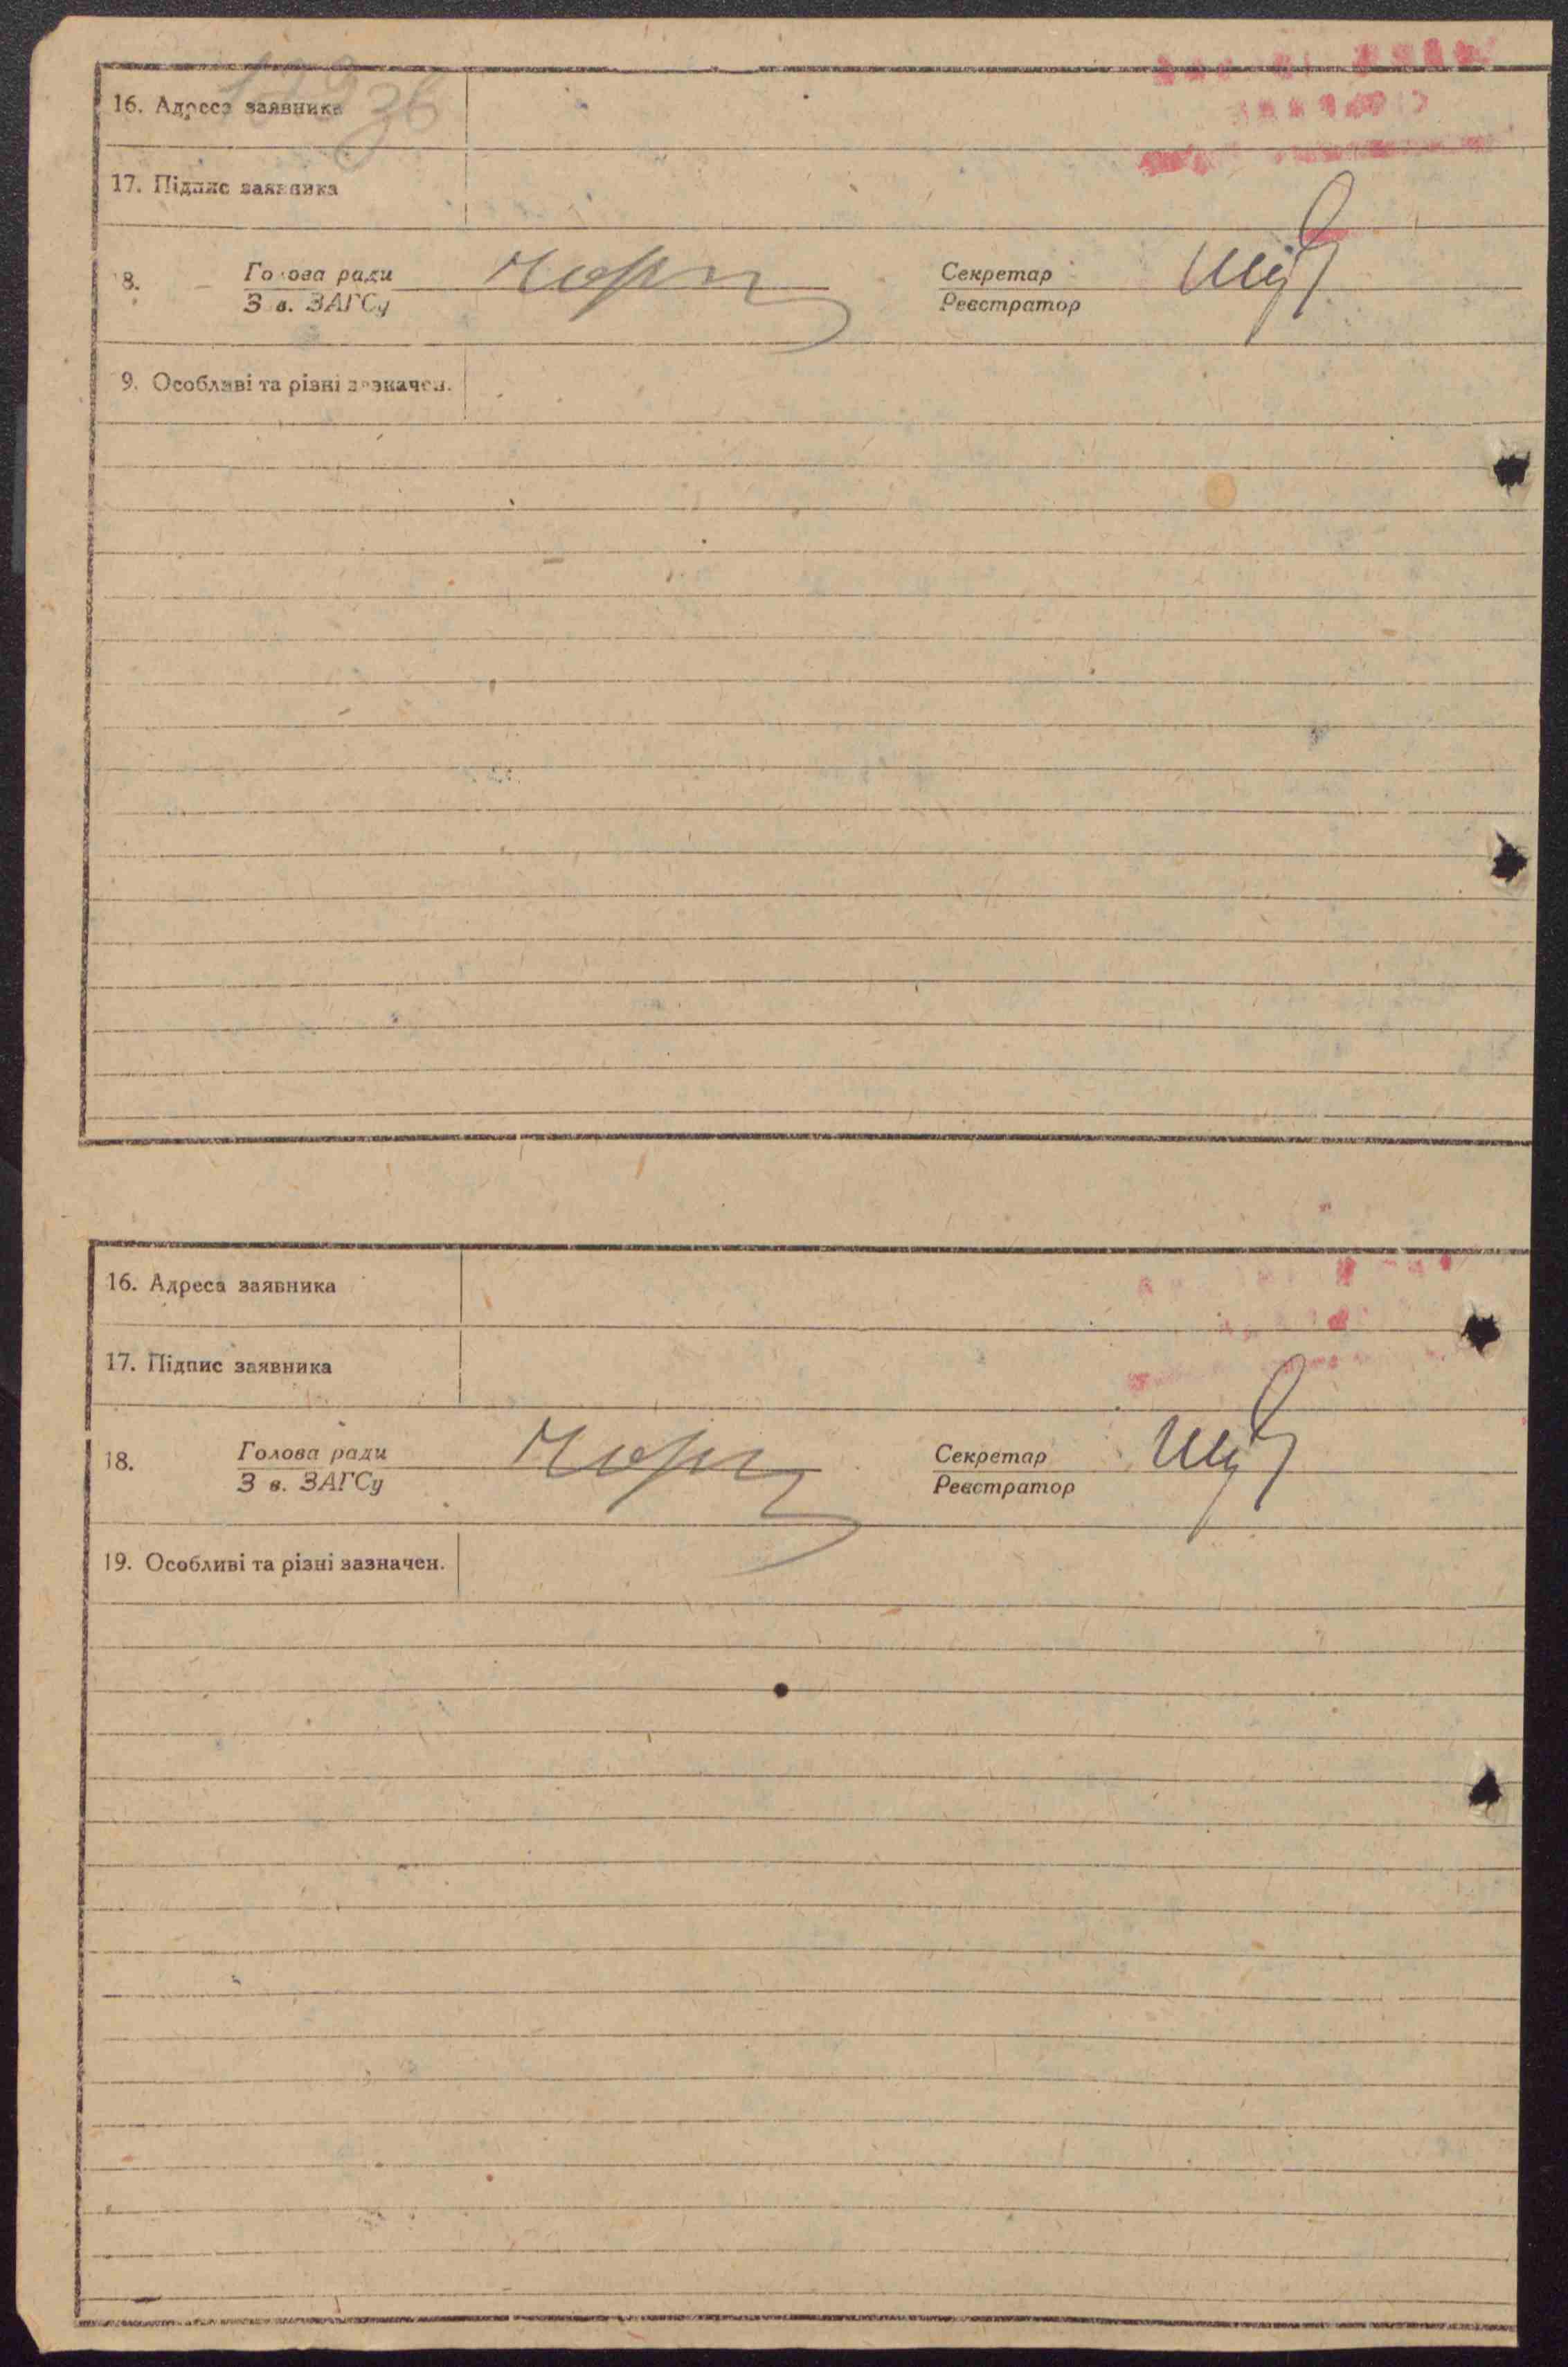 16. Адреса заявника
17. Підпис заявника
18. Голова ради Секретар
З в. ЗАГСу Реєстратор
9. Особливі та різні зазначен.
16. Адреса заявника
17. Підпис заявника
18. Голова ради Секретар
З в. ЗАГСу Реєстратор
19. Особливі та різні зазначен.